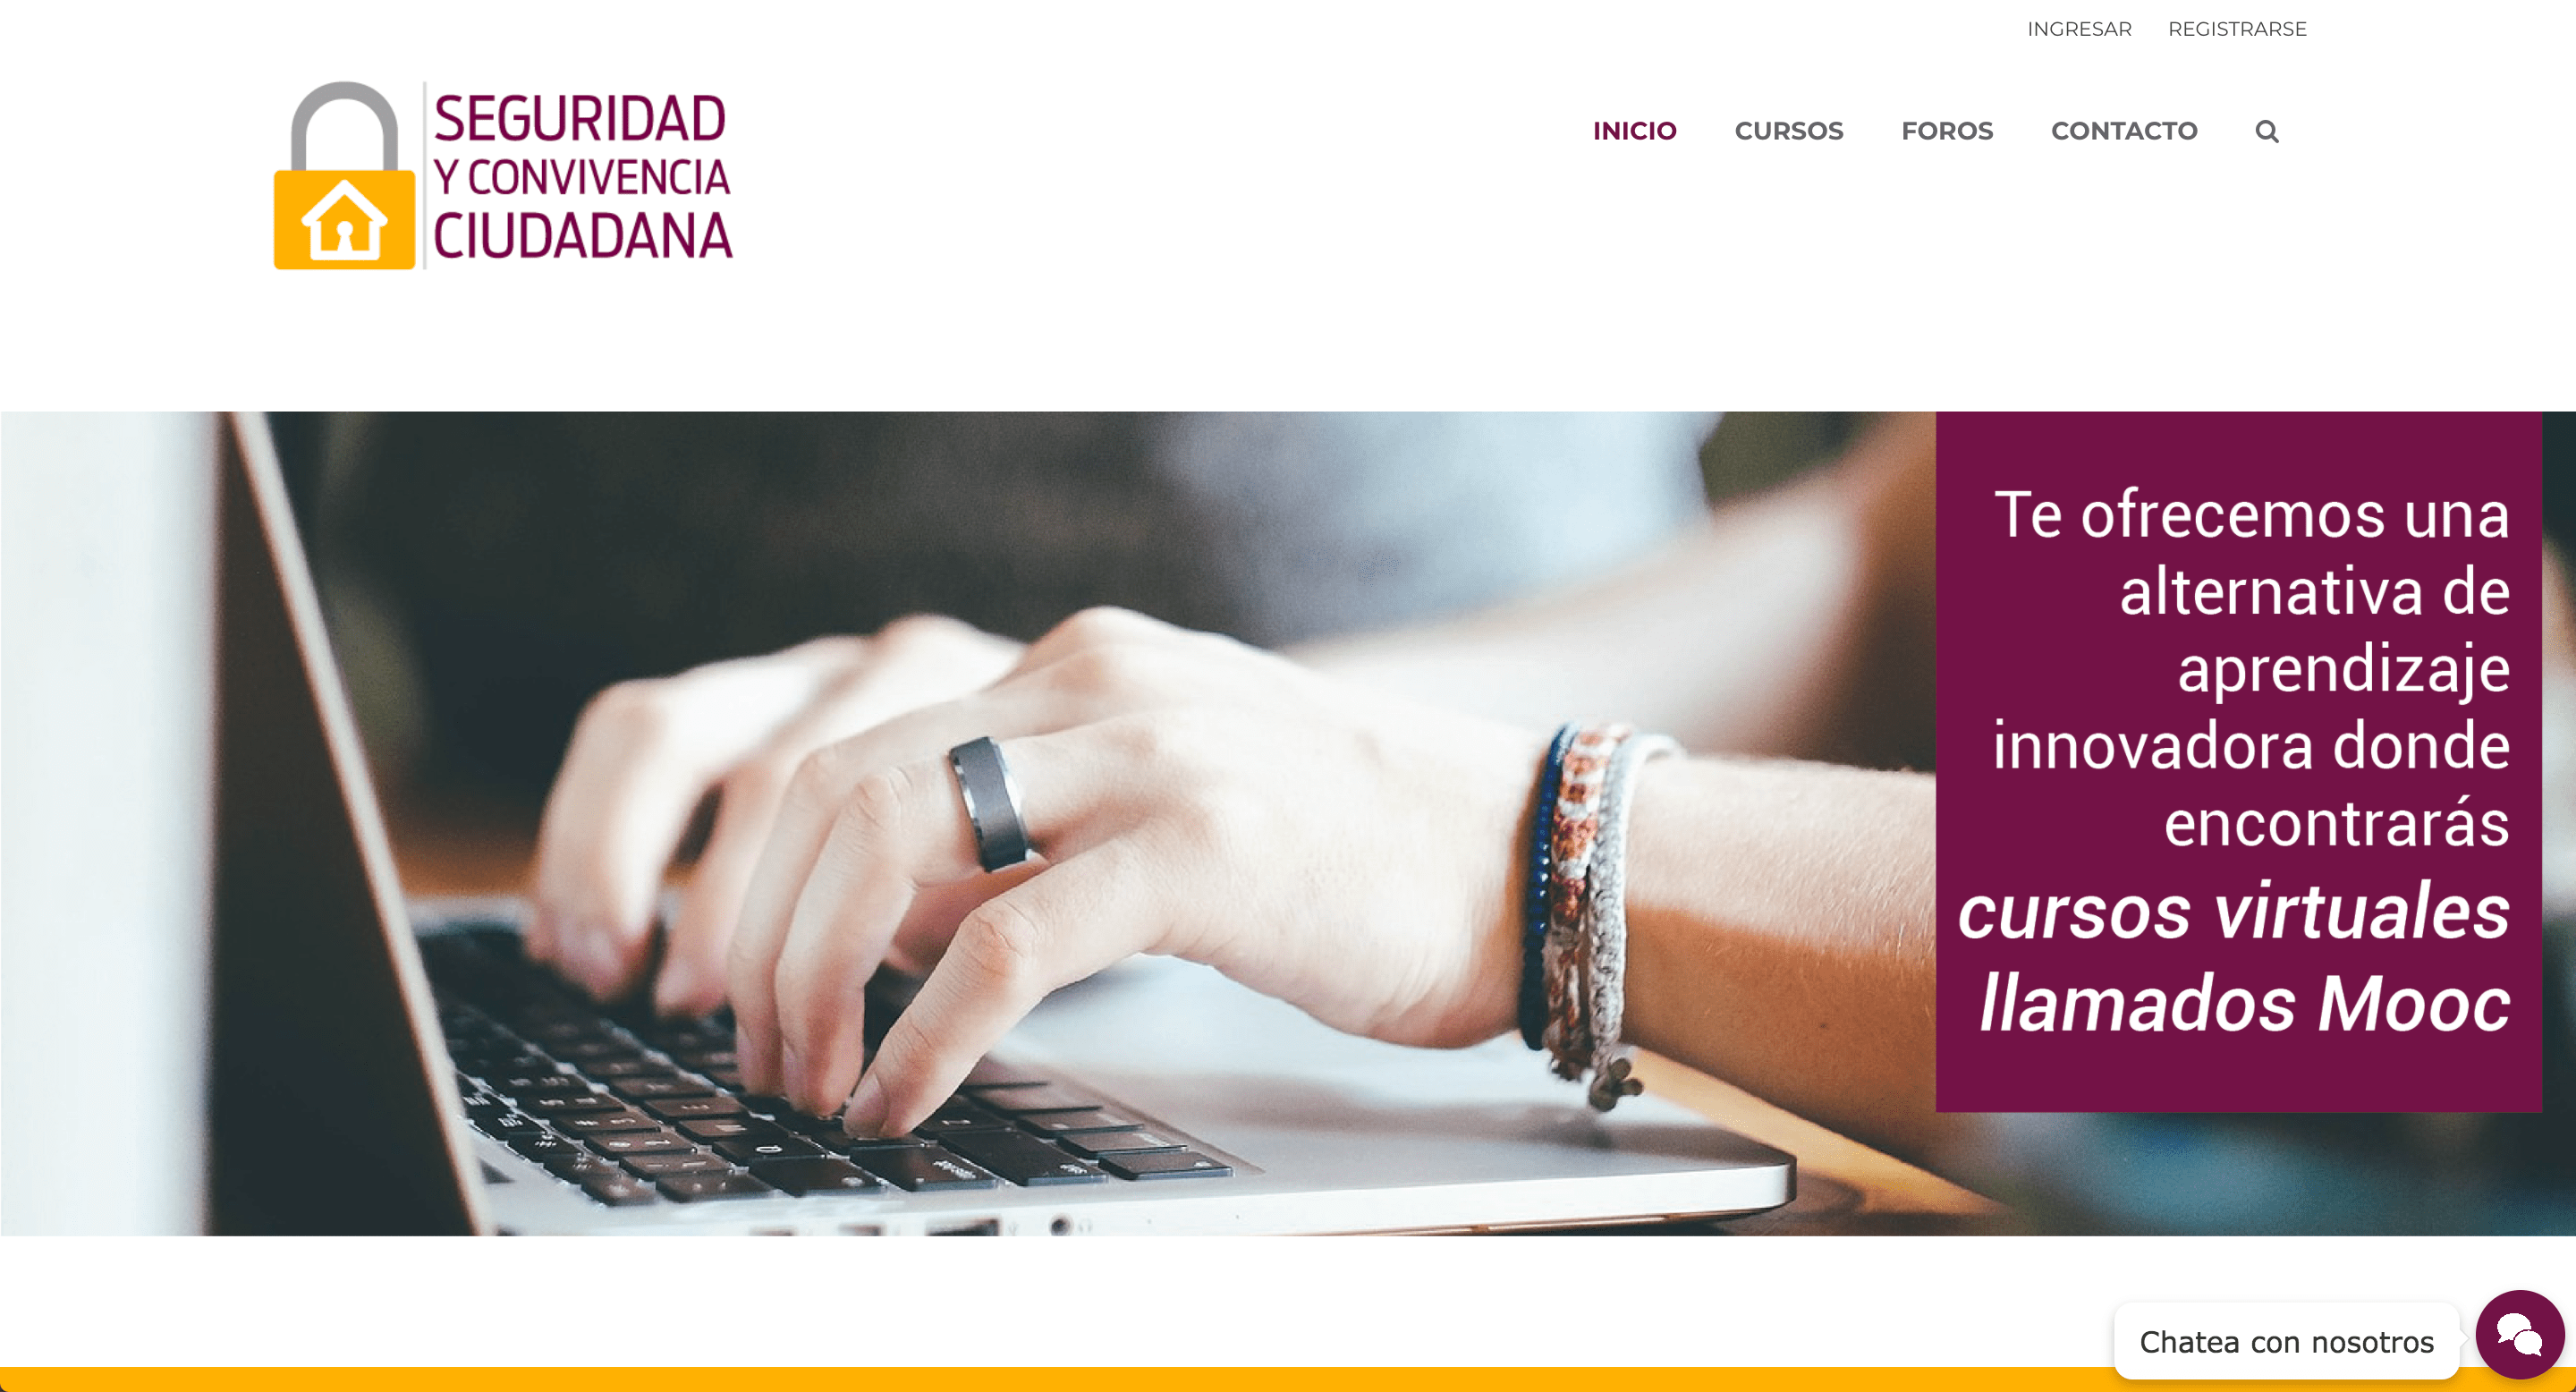 INGRESAR REGISTRARSE
SEGURIDAD
Y CONVIVENCIA
CIUDADANA
INICIO CURSOS FOROS CONTACTO
Te ofrecemos una
alternativa de
aprendizaje
innovadora donde
encontrarás
cursos virtuales
llamados Mooc
Chatea con nosotros